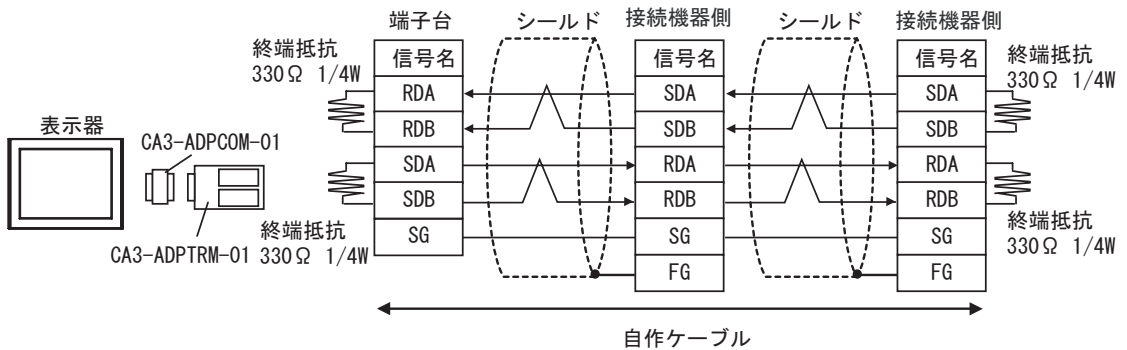 端子台
シールド
接続機器側
シールド
接続機器側
終端抵抗
330Ω 1/4W
信号名
信号名
信号名
終端抵抗
330Ω 1/4W
RDA
SDA
SDA
RDB
SDB
SDB
表示器
CA3-ADPCOM-01
SDA
RDA
RDA
SDB
RDB
RDB
終端抵抗
330Ω 1/4W
SG
SG
SG
終端抵抗
330Ω 1/4W
CA3-ADPTRM-01
FG
FG
自作ケーブル